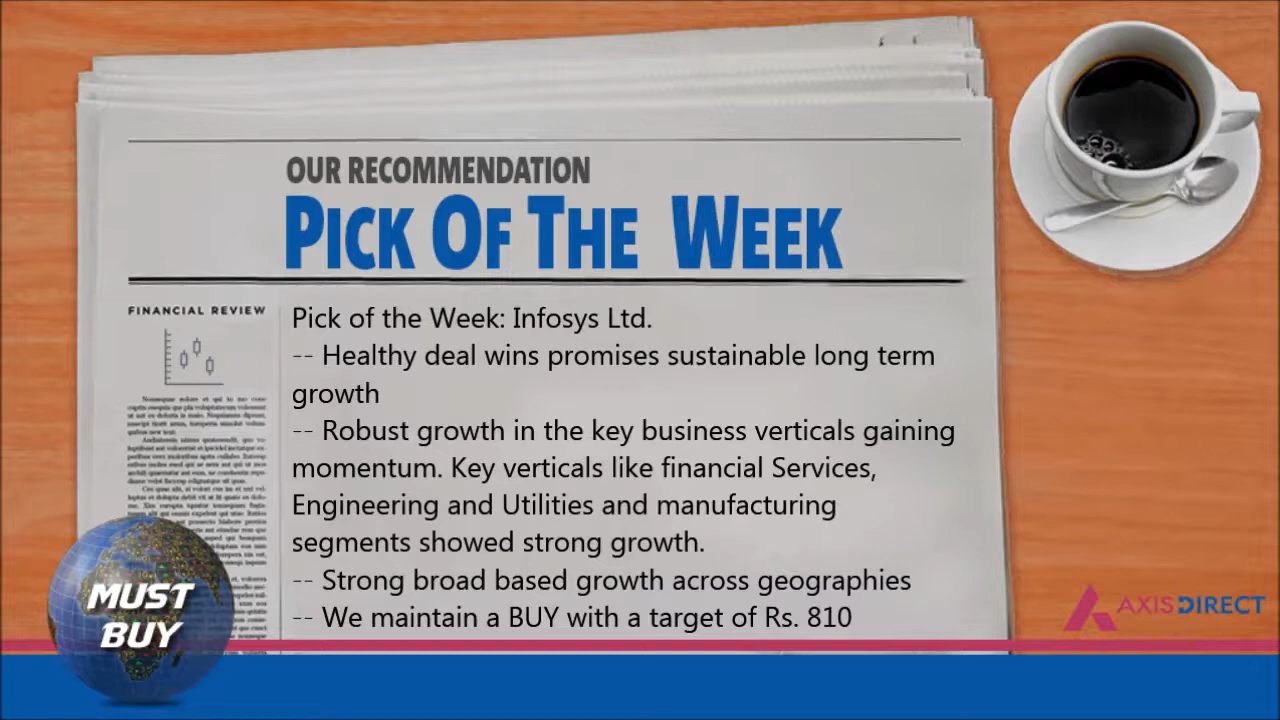 OUR RECOMMENDATION
PICK OF THE WEEK
FINANCIAL REVIEW
Pick of the Week: Infosys Ltd.
-- Healthy deal wins promises sustainable long term
growth
-- Robust growth in the key business verticals gaining
momentum. Key verticals like financial Services,
Engineering and Utilities and manufacturing
segments showed strong growth.
-- Strong broad based growth across geographies
-- We maintain a BUY with a target of Rs. 810
MUST
BUY
AXISDIRECT